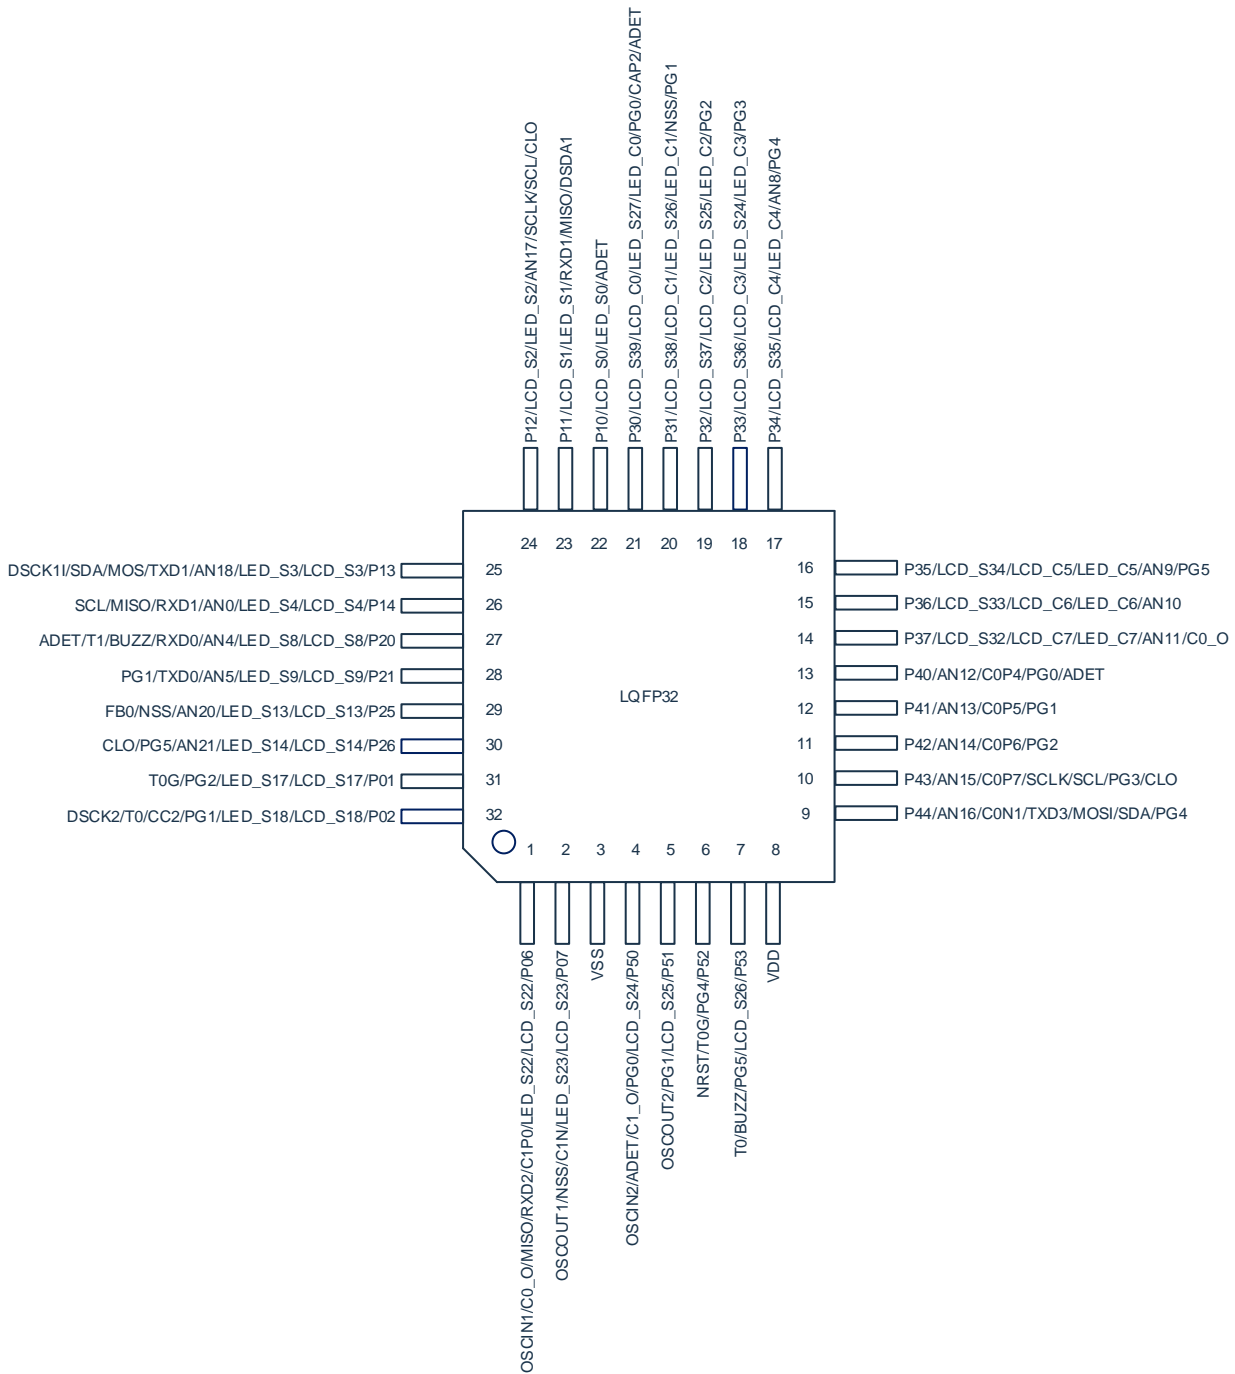 P12/LCD_S2/LED_S2/AN17/SCLK/SCL/CLO
P11/LCD_S1/LED_S1/RXD1/MISO/DSDA1
P10/LCD_S0/LED_S0/ADET
P30/LCD_S39/LCD_C0/LED_S27/LED_C0/PG0/CAP2/ADET
P31/LCD_S38/LCD_C1/LED_S26/LED_C1/NSS/PG1
P32/LCD_S37/LCD_C2/LED_S25/LED_C2/PG2
P33/LCD_S36/LCD_C3/LED_S24/LED_C3/PG3
P34/LCD_S35/LCD_C4/LED_C4/AN8/PG4
24 23 22 21 20 19 18 17
DSCK1I/SDA/MOS/TXD1/AN18/LED_S3/LCD_S3/P13 25
SCL/MISO/RXD1/AN0/LED_S4/LCD_S4/P14 26
ADET/T1/BUZZ/RXD0/AN4/LED_S8/LCD_S8/P20 27
PG1/TXD0/AN5/LED_S9/LCD_S9/P21 28
FB0/NSS/AN20/LED_S13/LCD_S13/P25 29
CLO/PG5/AN21/LED_S14/LCD_S14/P26 30
T0G/PG2/LED_S17/LCD_S17/P01 31
DSCK2/T0/CC2/PG1/LED_S18/LCD_S18/P02 32
LQFP32
16 P35/LCD_S34/LCD_C5/LED_C5/AN9/PG5
15 P36/LCD_S33/LCD_C6/LED_C6/AN10
14 P37/LCD_S32/LCD_C7/LED_C7/AN11/C0_O
13 P40/AN12/C0P4/PG0/ADET
12 P41/AN13/C0P5/PG1
11 P42/AN14/C0P6/PG2
10 P43/AN15/C0P7/SCLK/SCL/PG3/CLO
9 P44/AN16/C0N1/TXD3/MOSI/SDA/PG4
1 2 3 4 5 6 7 8
OSCIN1/C0_O/MISO/RXD2/C1P0/LED_S22/LCD_S22/P06
OSCOUT1/NSS/C1N/LED_S23/LCD_S23/P07
VSS
OSCIN2/ADET/C1_O/PG0/LCD_S24/P50
OSCOUT2/PG1/LCD_S25/P51
NRST/T0G/PG4/P52
T0/BUZZ/PG5/LCD_S26/P53
VDD